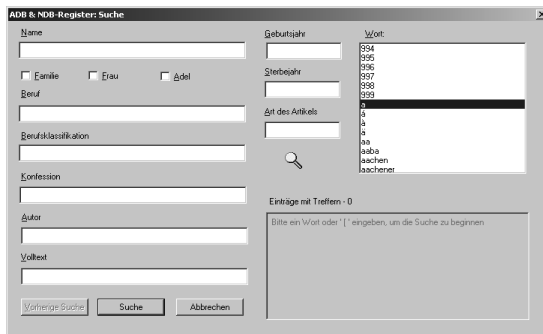 ADB & NDB-Register: Suche
Name
Familie
Frau
Adel
Beruf
Berufsklassifikation
Konfession
Autor
Volltext
Vorherige Suche
Suche
Abbrechen
Geburtsjahr
Sterbejahr
Art des Artikels
Wort:
994
995
996
997
998
999
a
á
à
ä
aa
aaba
aachen
aachener
Einträge mit Treffern - 0
Bitte ein Wort oder ' [ ' eingeben, um die Suche zu beginnen